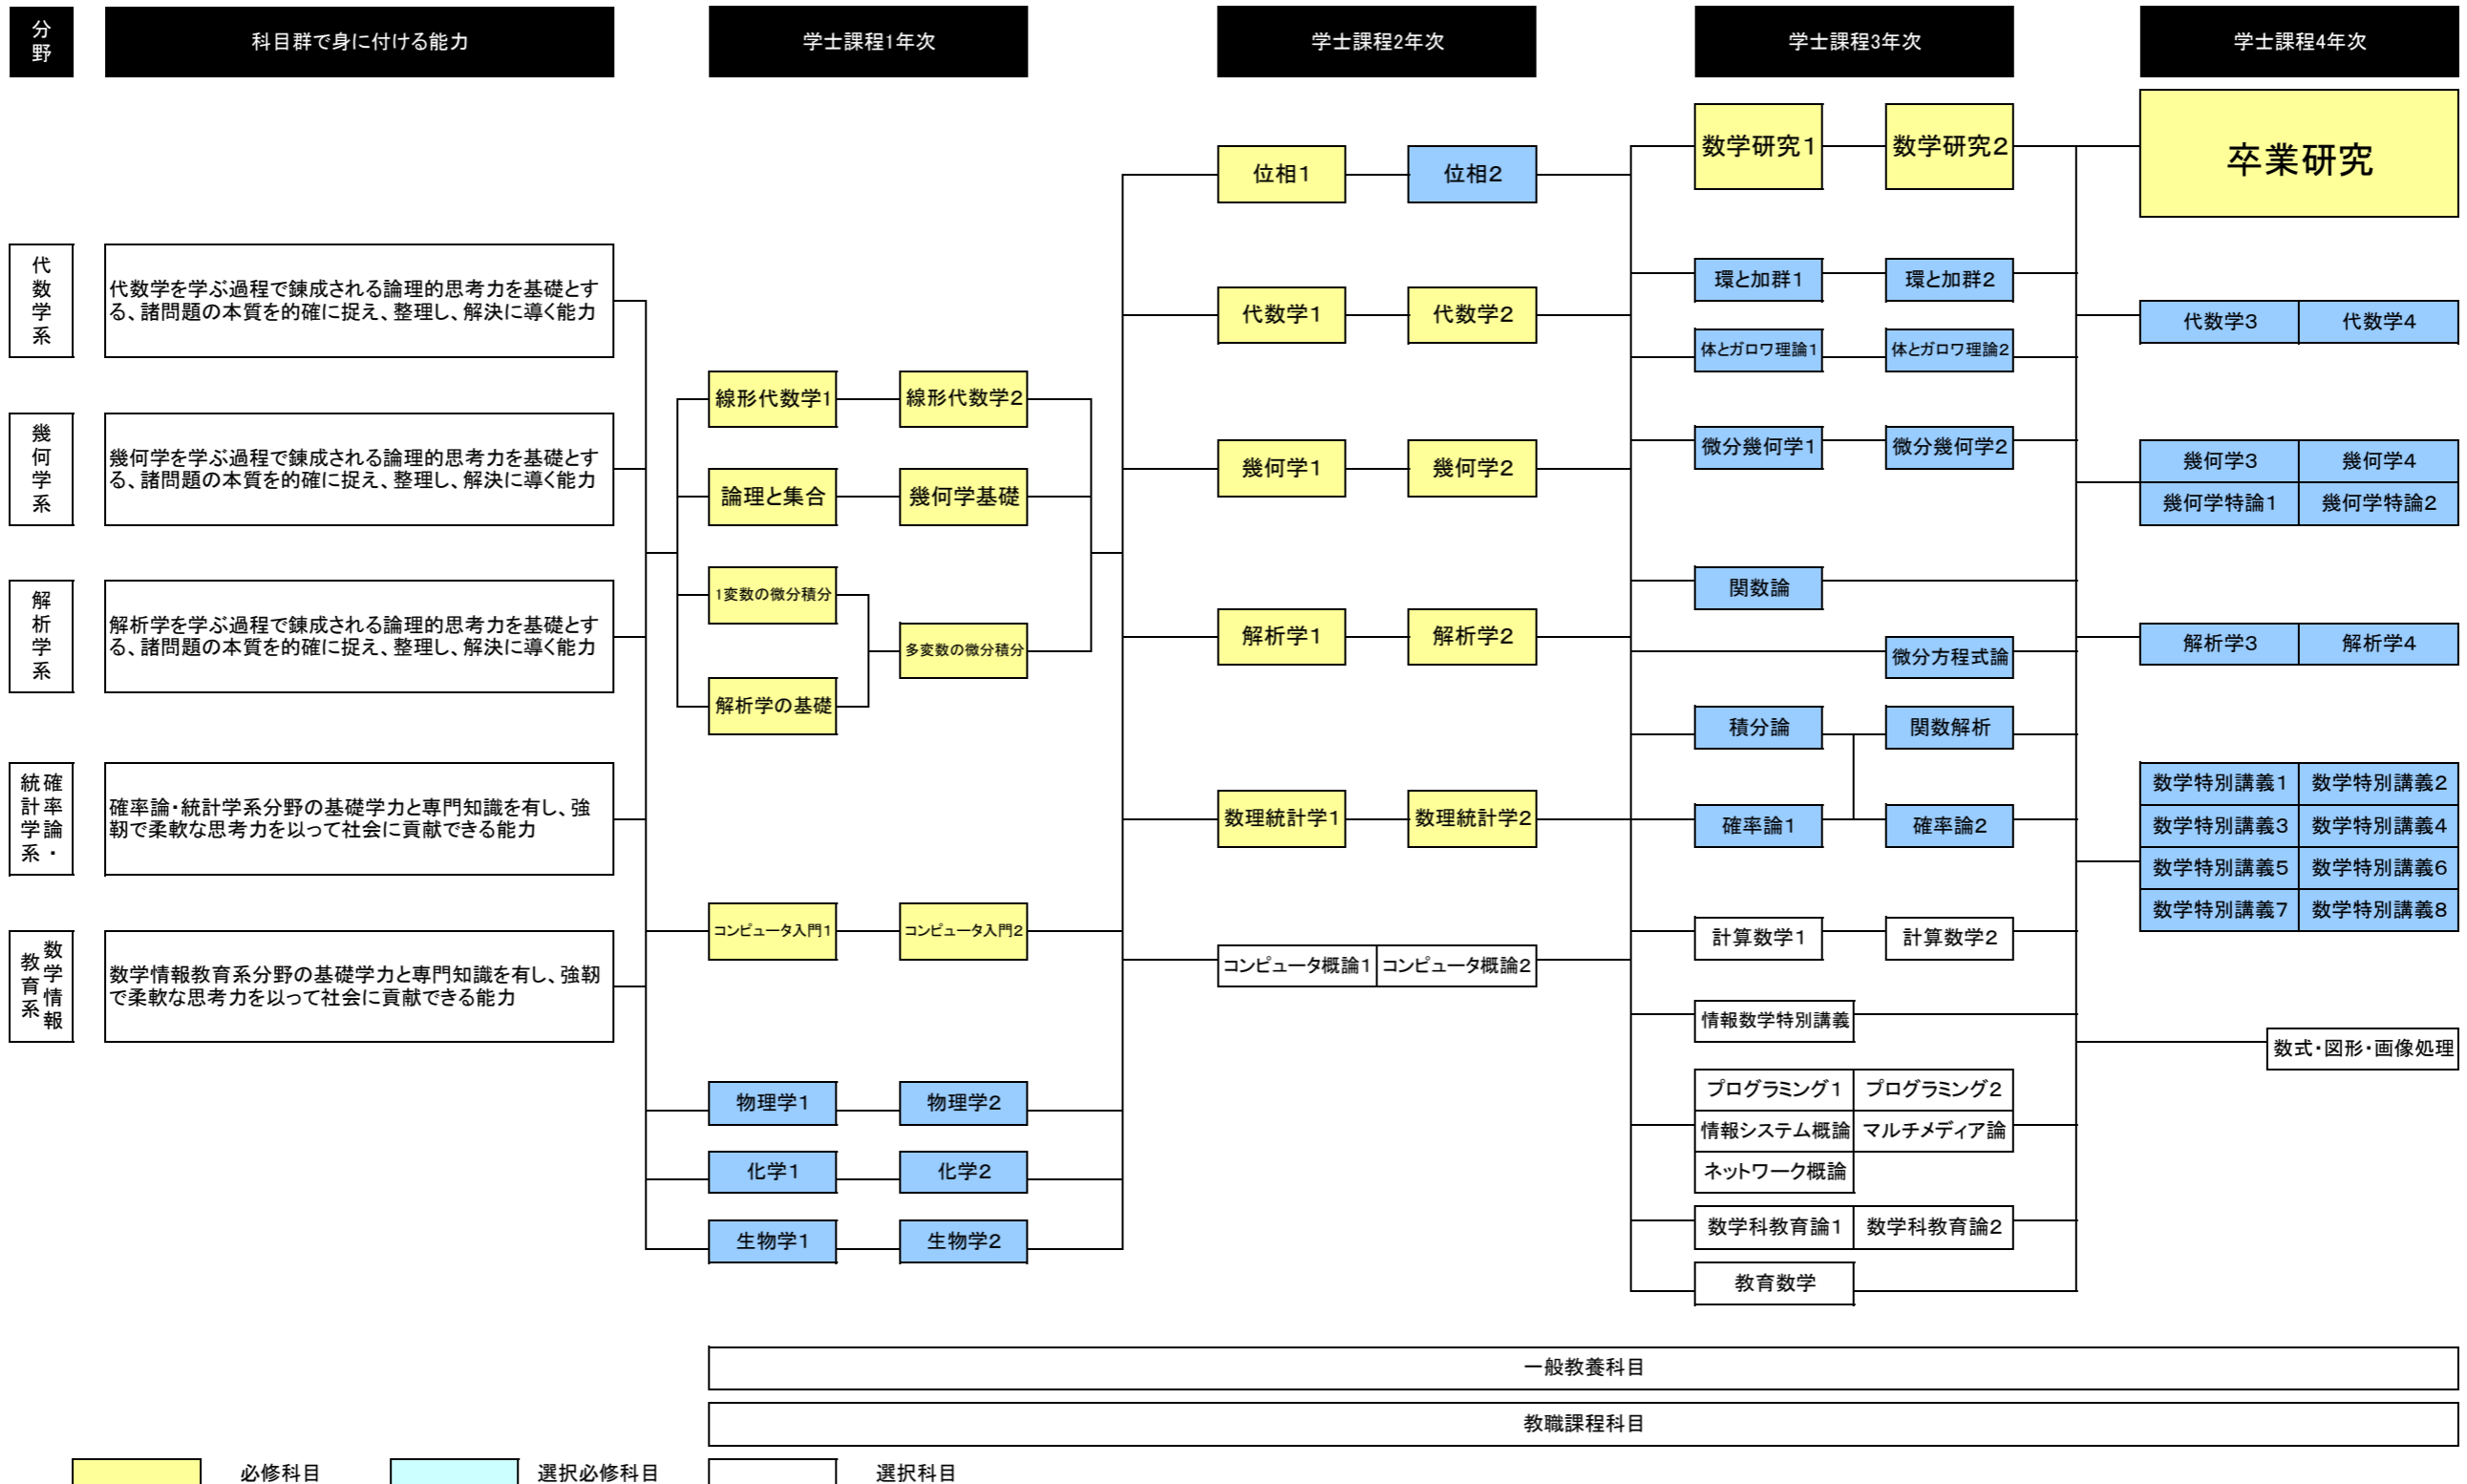 分野
科目群で身に付ける能力
学士課程1年次
学士課程2年次
学士課程3年次
学士課程4年次
数学研究1
数学研究2
卒業研究
位相1
位相2
代数学系
代数学を学ぶ過程で錬成される論理的思考力を基礎とす
る、諸問題の本質を的確に捉え、整理し、解決に導く能力
環と加群1
環と加群2
代数学1
代数学2
代数学3
代数学4
体とガロワ理論1
体とガロワ理論2
線形代数学1
線形代数学2
幾何学系
幾何学を学ぶ過程で錬成される論理的思考力を基礎とす
る、諸問題の本質を的確に捉え、整理し、解決に導く能力
微分幾何学1
微分幾何学2
幾何学1
幾何学2
幾何学3
幾何学4
論理と集合
幾何学基礎
幾何学特論1
幾何学特論2
1変数の微分積分
関数論
解析学系
解析学を学ぶ過程で錬成される論理的思考力を基礎とす
る、諸問題の本質を的確に捉え、整理し、解決に導く能力
多変数の微分積分
解析学1
解析学2
解析学3
解析学4
微分方程式論
解析学の基礎
積分論
関数解析
確率論・
統計学系
確率論・統計学系分野の基礎学力と専門知識を有し、強
靭で柔軟な思考力を以って社会に貢献できる能力
数理統計学1
数理統計学2
確率論1
確率論2
数学特別講義1
数学特別講義2
数学特別講義3
数学特別講義4
数学特別講義5
数学特別講義6
数学特別講義7
数学特別講義8
コンピュータ入門1
コンピュータ入門2
計算数学1
計算数学2
数学情報
教育系
数学情報教育系分野の基礎学力と専門知識を有し、強靭
で柔軟な思考力を以って社会に貢献できる能力
コンピュータ概論1
コンピュータ概論2
情報数学特別講義
数式・図形・画像処理
物理学1
物理学2
プログラミング1
プログラミング2
情報システム概論
マルチメディア論
ネットワーク概論
化学1
化学2
生物学1
生物学2
数学科教育論1
数学科教育論2
教育数学
一般教養科目
教職課程科目
必修科目
選択必修科目
選択科目